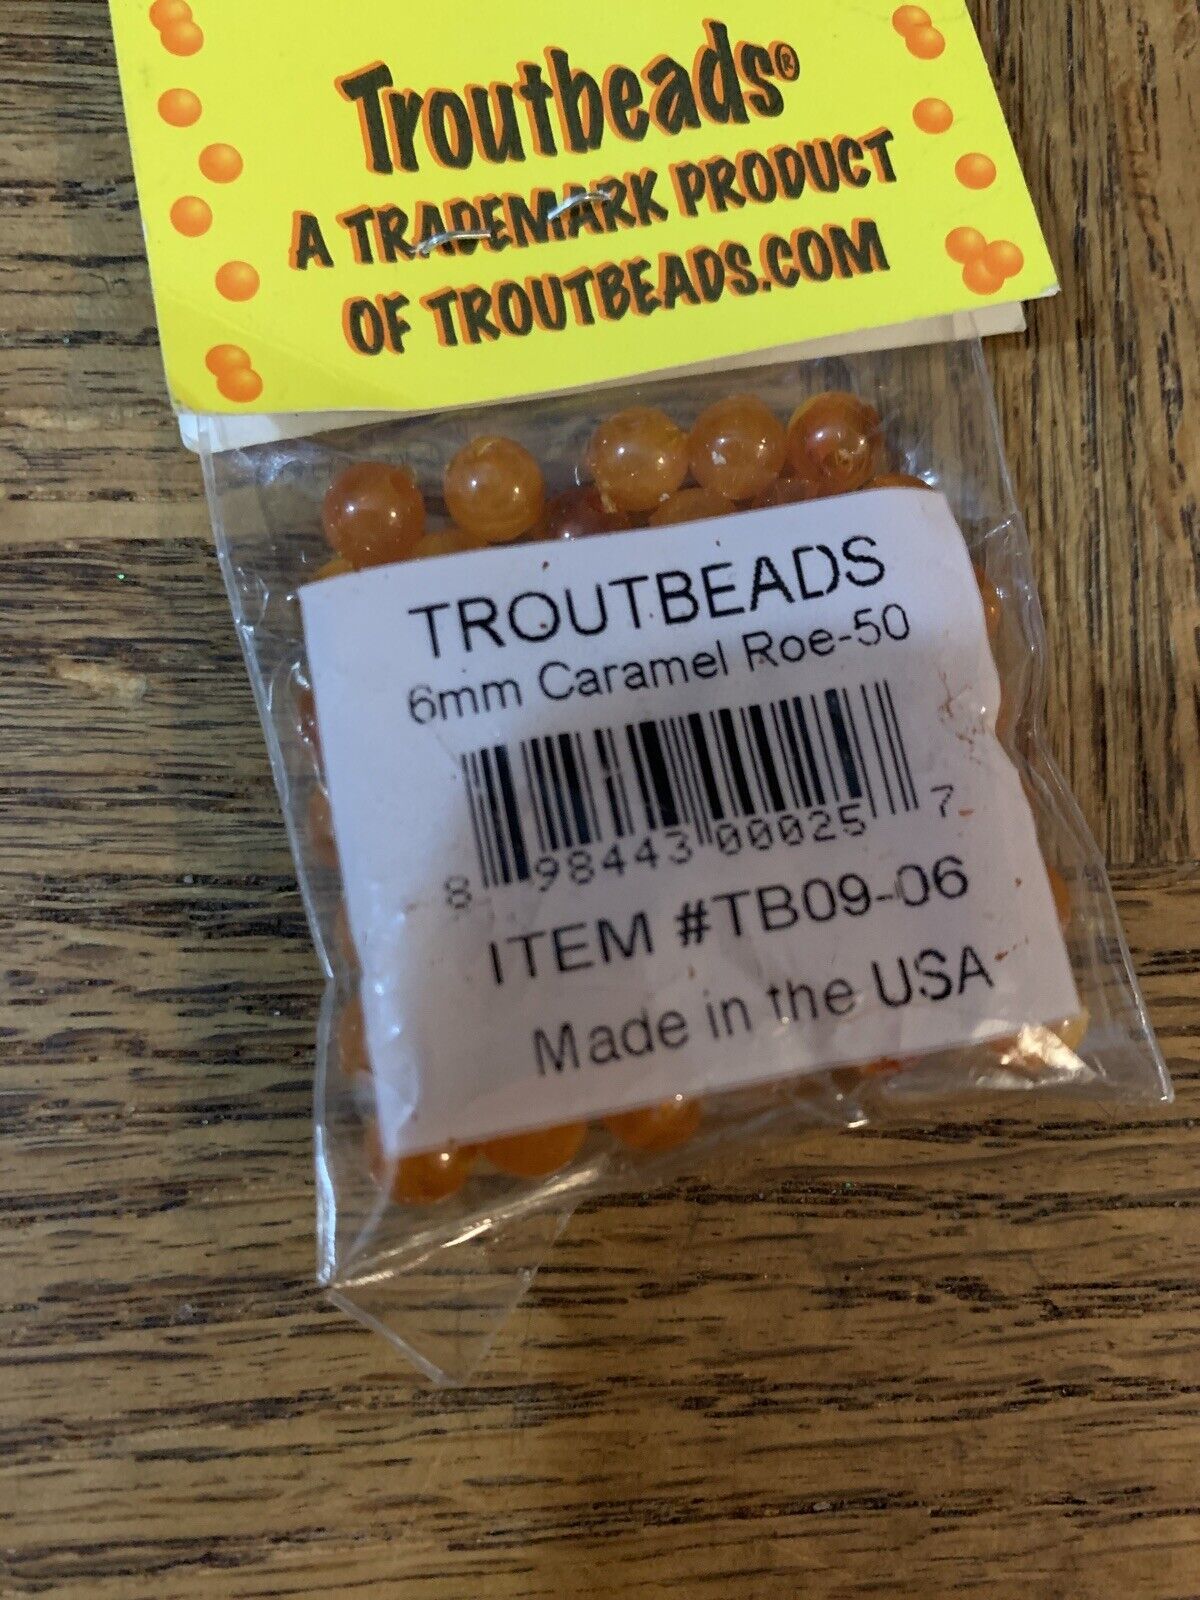 Troutbeads®
A TRADEMARK PRODUCT
OF TROUTBEADS.COM
TROUTBEADS
6mm Caramel Roe-50
8 98443 00025 7
ITEM #TB09-06
Made in the USA